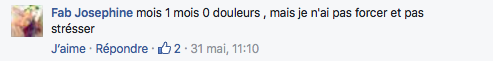 Fab Josephine mois 1 mois 0 douleurs , mais je n'ai pas forcer et pas
strésser
J'aime · Répondre · 2 · 31 mai, 11:10